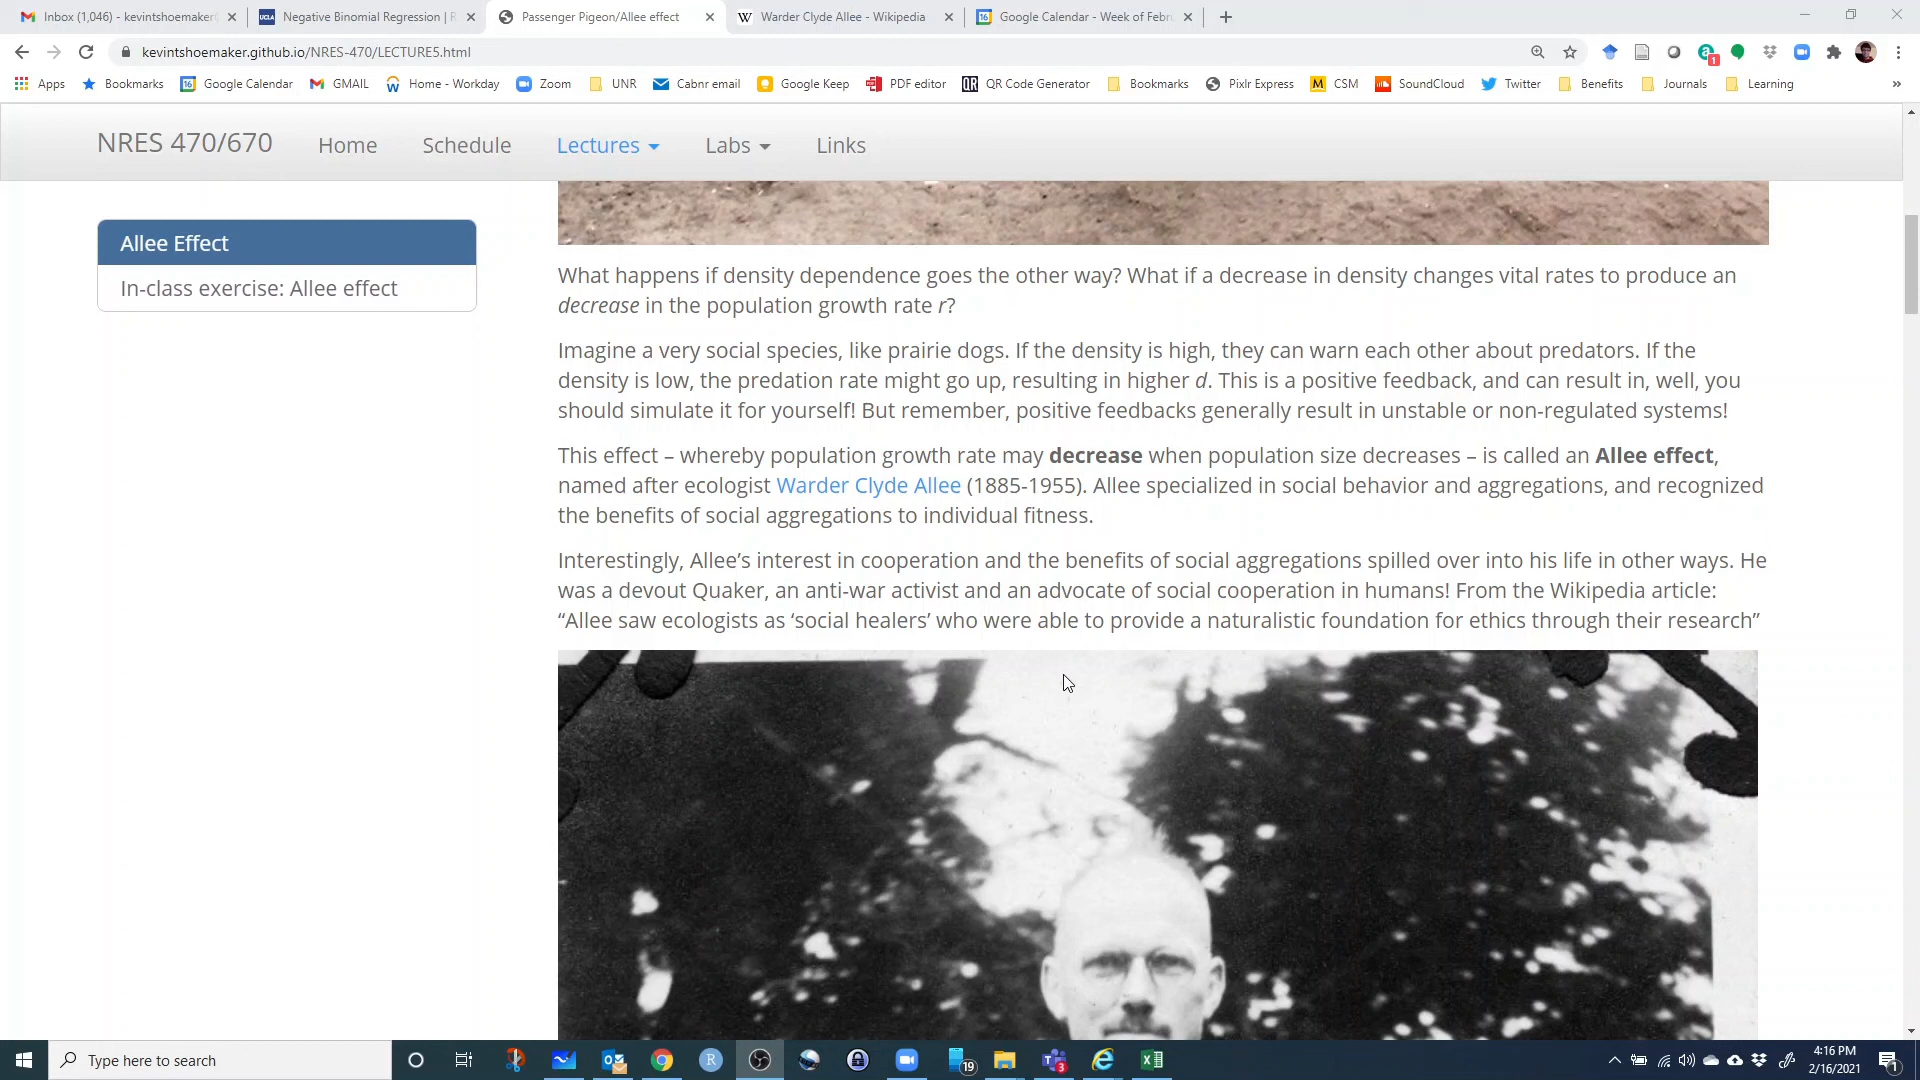 Inbox (1,046) - kevintshoemaker
Negative Binomial Regression | R
Passenger Pigeon/Allee effect
Warder Clyde Allee - Wikipedia
Google Calendar - Week of Febru
kevintshoemaker.github.io/NRES-470/LECTURE5.html
Apps
Bookmarks
Google Calendar
GMAIL
Home - Workday
Zoom
UNR
Cabnr email
Google Keep
PDF editor
QR Code Generator
Bookmarks
Pixlr Express
CSM
SoundCloud
Twitter
Benefits
Journals
Learning
»
NRES 470/670
Home
Schedule
Lectures
Labs
Links
Allee Effect
In-class exercise: Allee effect
What happens if density dependence goes the other way? What if a decrease in density changes vital rates to produce an
decrease in the population growth rate r?
Imagine a very social species, like prairie dogs. If the density is high, they can warn each other about predators. If the
density is low, the predation rate might go up, resulting in higher d. This is a positive feedback, and can result in, well, you
should simulate it for yourself! But remember, positive feedbacks generally result in unstable or non-regulated systems!
This effect – whereby population growth rate may decrease when population size decreases – is called an Allee effect,
named after ecologist Warder Clyde Allee (1885-1955). Allee specialized in social behavior and aggregations, and recognized
the benefits of social aggregations to individual fitness.
Interestingly, Allee’s interest in cooperation and the benefits of social aggregations spilled over into his life in other ways. He
was a devout Quaker, an anti-war activist and an advocate of social cooperation in humans! From the Wikipedia article:
“Allee saw ecologists as ‘social healers’ who were able to provide a naturalistic foundation for ethics through their research”
Type here to search
19
3
4:16 PM
2/16/2021
1